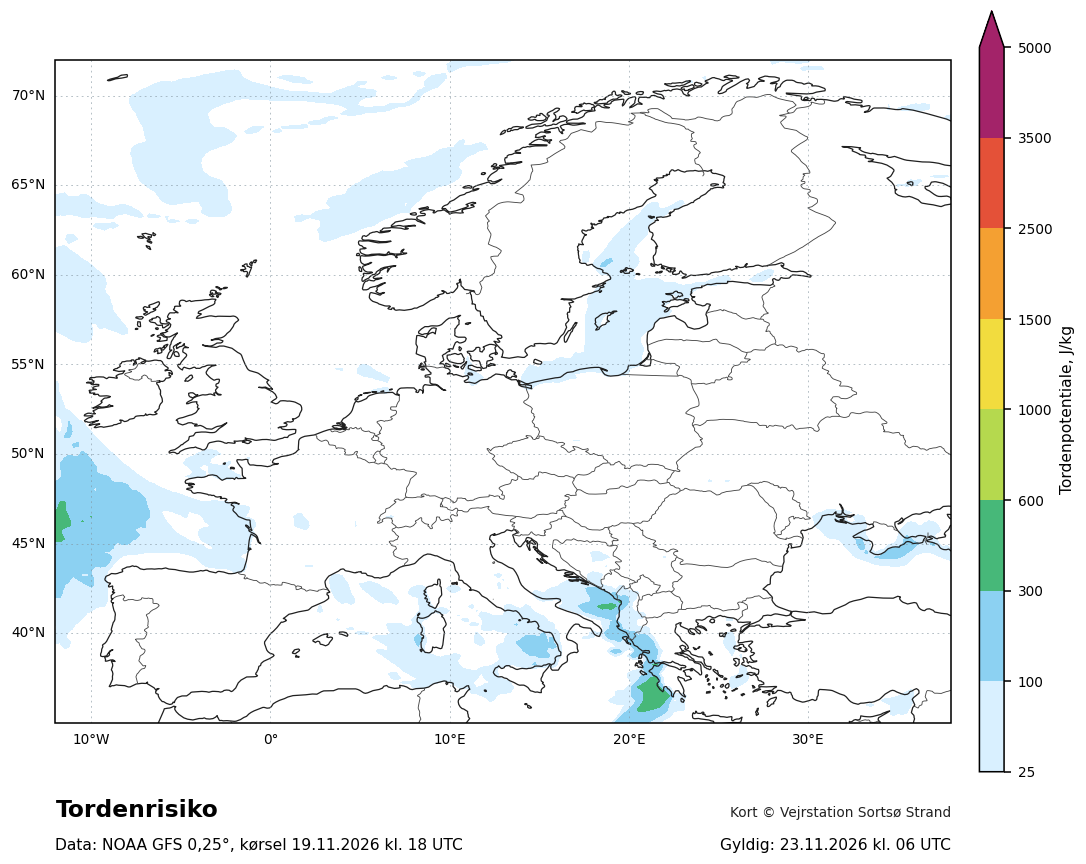 70°N
65°N
60°N
55°N
50°N
45°N
40°N
10°W
0°
10°E
20°E
30°E
5000
3500
2500
1500
1000
600
300
100
25
Tordenpotentiale, J/kg
Tordenrisiko
Kort © Vejrstation Sortsø Strand
Data: NOAA GFS 0,25°, kørsel 19.11.2026 kl. 18 UTC
Gyldig: 23.11.2026 kl. 06 UTC